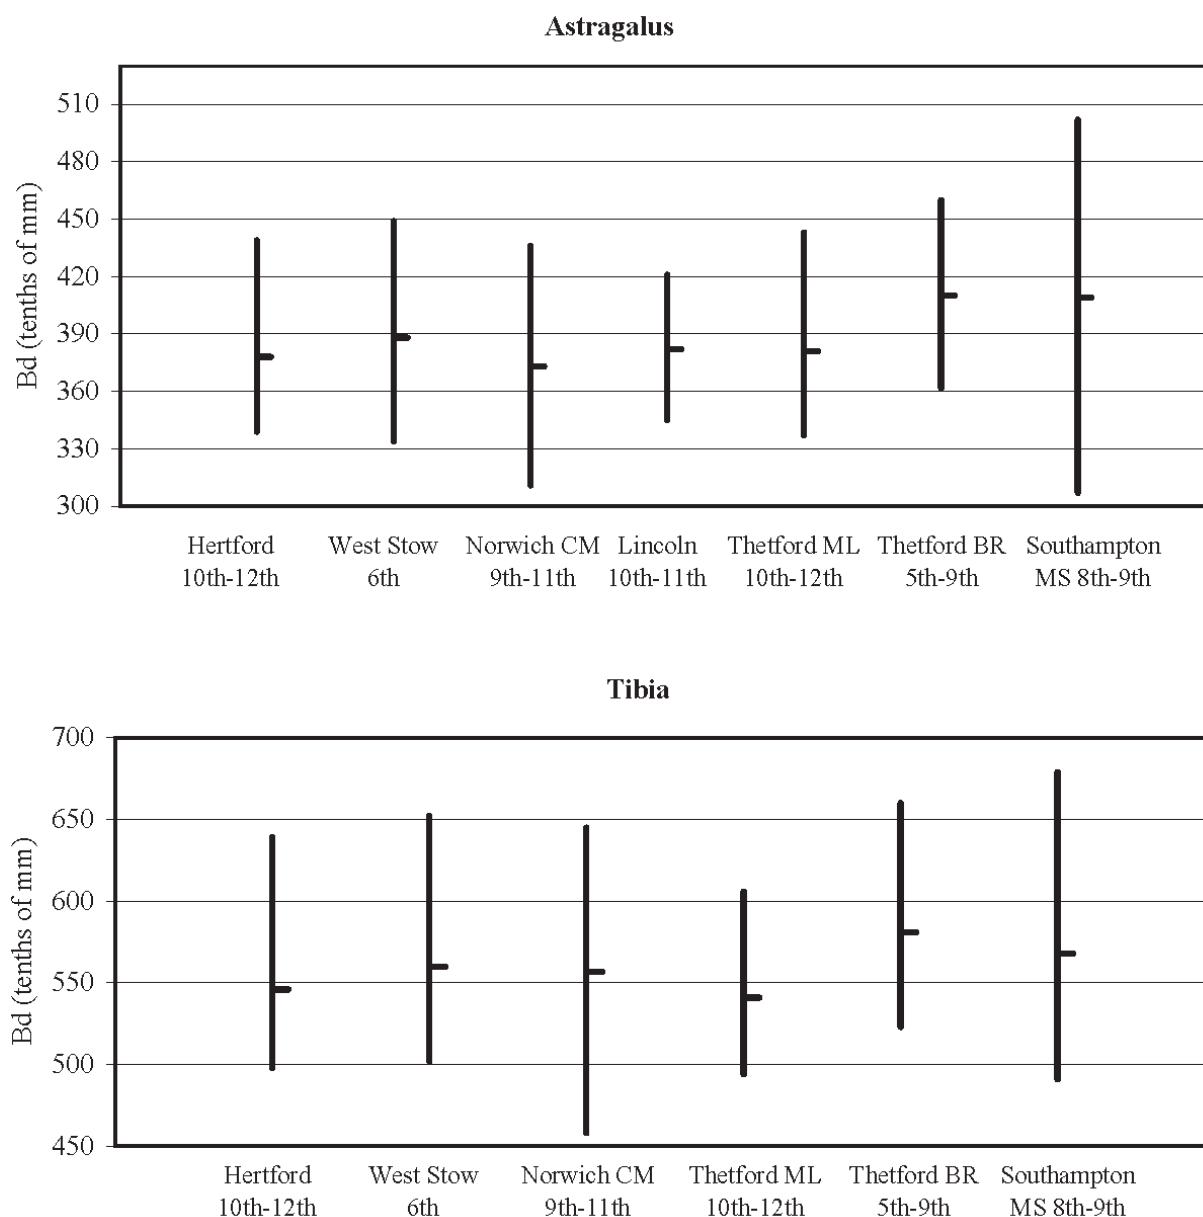 Astragalus
Bd (tenths of mm)
510
480
450
420
390
360
330
300
Hertford West Stow Norwich CM Lincoln Thetford ML Thetford BR Southampton
10th-12th 6th 9th-11th 10th-11th 10th-12th 5th-9th MS 8th-9th
Tibia
Bd (tenths of mm)
700
650
600
550
500
450
Hertford West Stow Norwich CM Thetford ML Thetford BR Southampton
10th-12th 6th 9th-11th 10th-12th 5th-9th MS 8th-9th